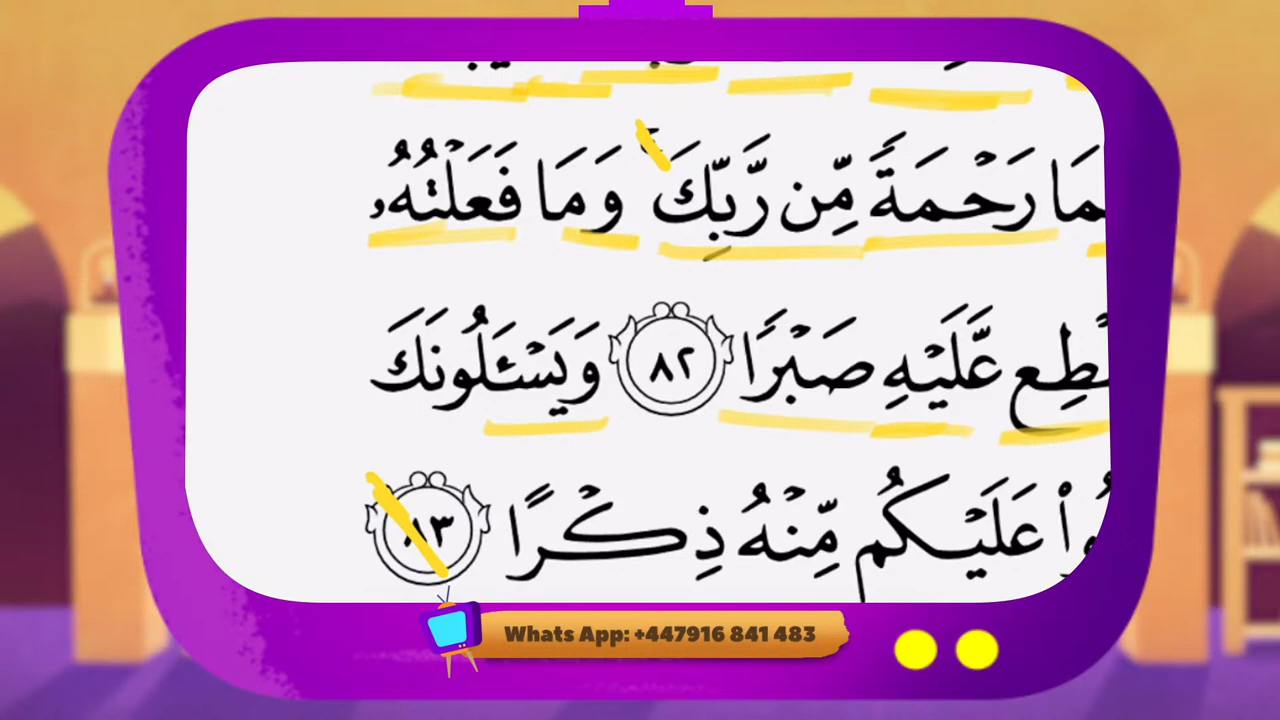 رَحْمَةً مِّن رَّبِّكَ وَمَا فَعَلْتُهُۥ
عَّلَيْهِ صَبْرًا ٨٢ وَيَسْـَٔلُونَكَ
عَلَيْكُم مِّنْهُ ذِكْرًا ٨٣
Whats App: +447916 841 483